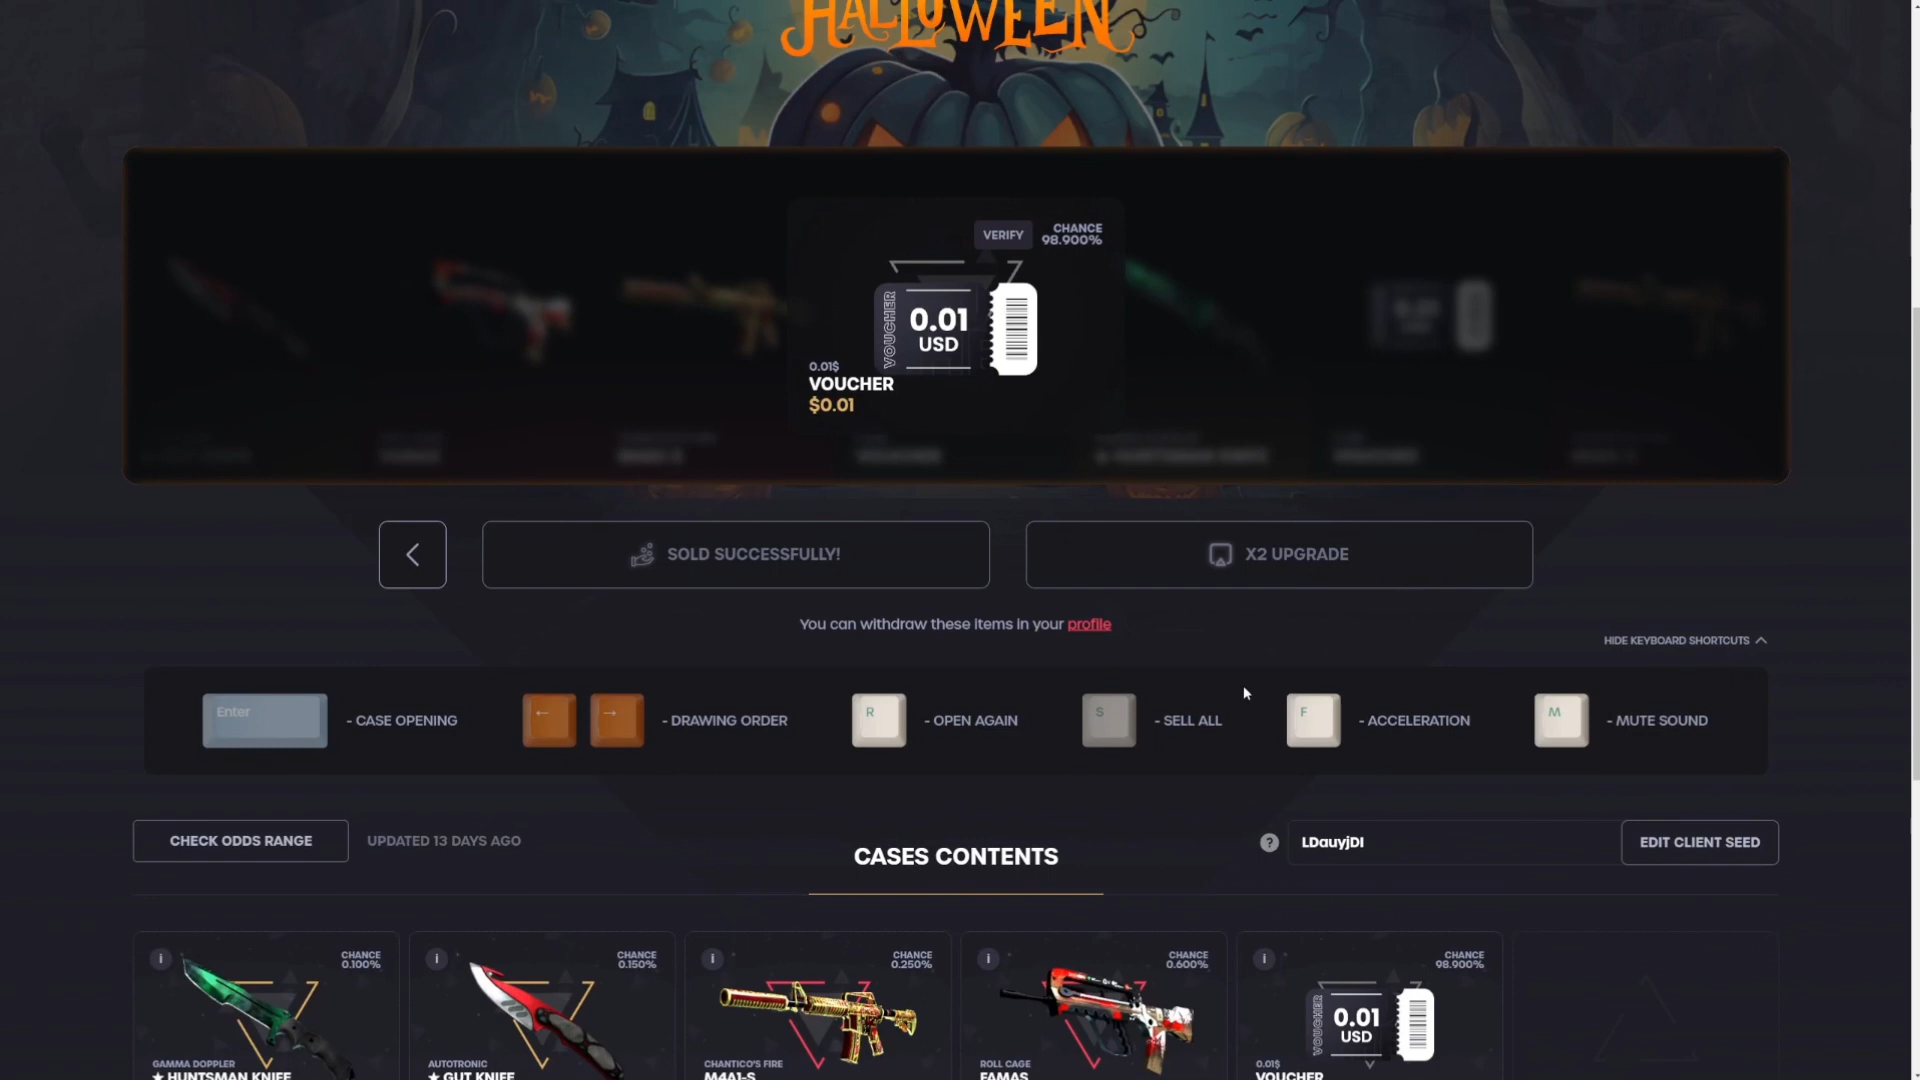 HALLOWEEN
VERIFY
CHANCE
98.900%
VOUCHER
0.01
USD
0.01$
VOUCHER
$0.01
SOLD SUCCESSFULLY!
X2 UPGRADE
You can withdraw these items in your profile
HIDE KEYBOARD SHORTCUTS
Enter
- CASE OPENING
← →
- DRAWING ORDER
R
- OPEN AGAIN
S
- SELL ALL
F
- ACCELERATION
M
- MUTE SOUND
CHECK ODDS RANGE
UPDATED 13 DAYS AGO
CASES CONTENTS
?
LDauyjDI
EDIT CLIENT SEED
i
CHANCE
0.100%
GAMMA DOPPLER
★ HUNTSMAN KNIFE
i
CHANCE
0.150%
AUTOTRONIC
★ GUT KNIFE
i
CHANCE
0.250%
CHANTICO'S FIRE
M4A1-S
i
CHANCE
0.600%
ROLL CAGE
FAMAS
i
CHANCE
98.900%
VOUCHER
0.01
USD
0.01$
VOUCHER